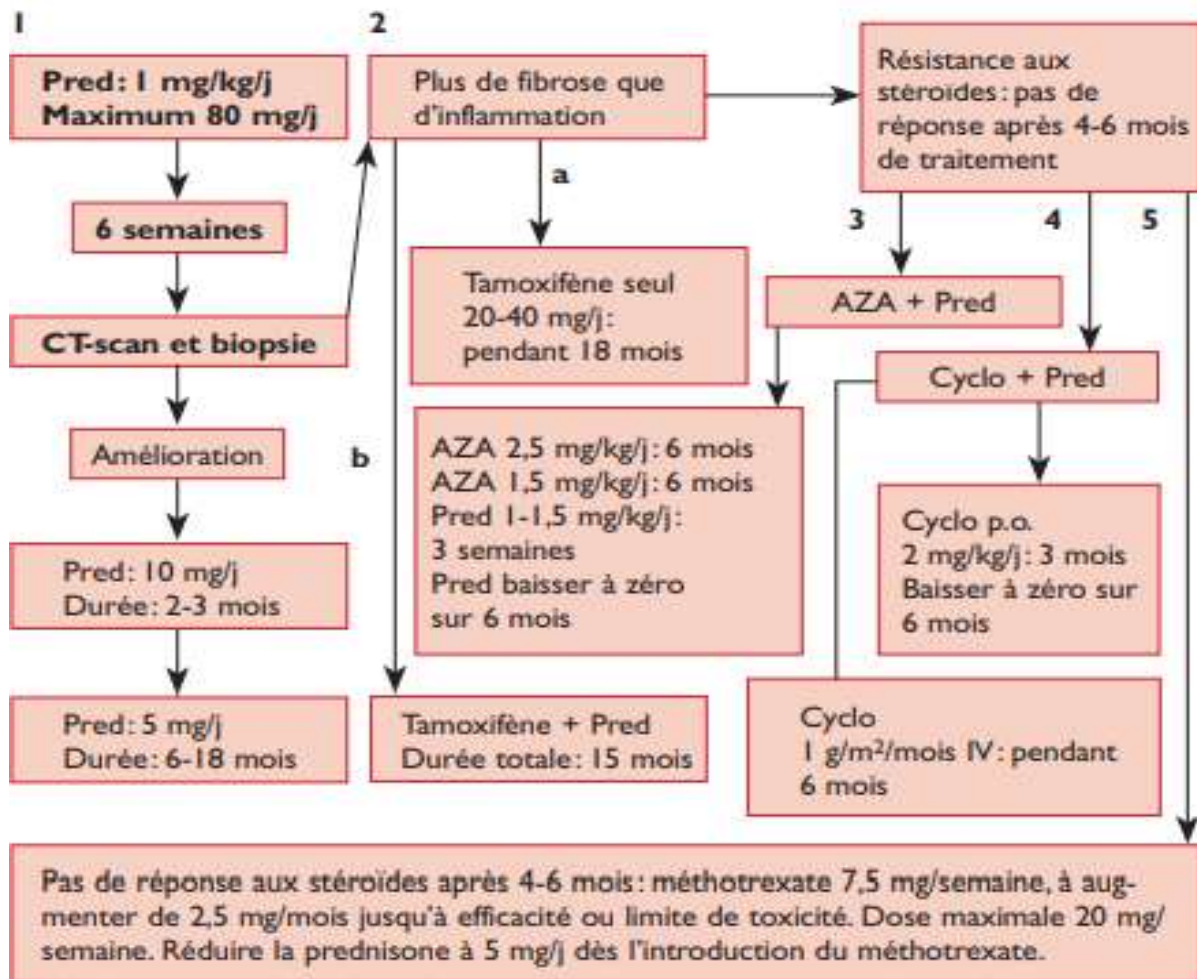 1
Pred: 1 mg/kg/j
Maximum 80 mg/j
6 semaines
CT-scan et biopsie
Amélioration
Pred: 10 mg/j
Durée: 2-3 mois
Pred: 5 mg/j
Durée: 6-18 mois
2
Plus de fibrose que
d'inflammation
a
Tamoxifène seul
20-40 mg/j:
pendant 18 mois
b
Tamoxifène + Pred
Durée totale: 15 mois
Résistance aux
stéroïdes: pas de
réponse après 4-6 mois
de traitement
3
AZA + Pred
AZA 2,5 mg/kg/j: 6 mois
AZA 1,5 mg/kg/j: 6 mois
Pred 1-1,5 mg/kg/j:
3 semaines
Pred baisser à zéro
sur 6 mois
4
Cyclo + Pred
Cyclo p.o.
2 mg/kg/j: 3 mois
Baisser à zéro sur
6 mois
Cyclo
1 g/m²/mois IV: pendant
6 mois
5
Pas de réponse aux stéroïdes après 4-6 mois: méthotrexate 7,5 mg/semaine, à aug-
menter de 2,5 mg/mois jusqu'à efficacité ou limite de toxicité. Dose maximale 20 mg/
semaine. Réduire la prednisone à 5 mg/j dès l'introduction du méthotrexate.